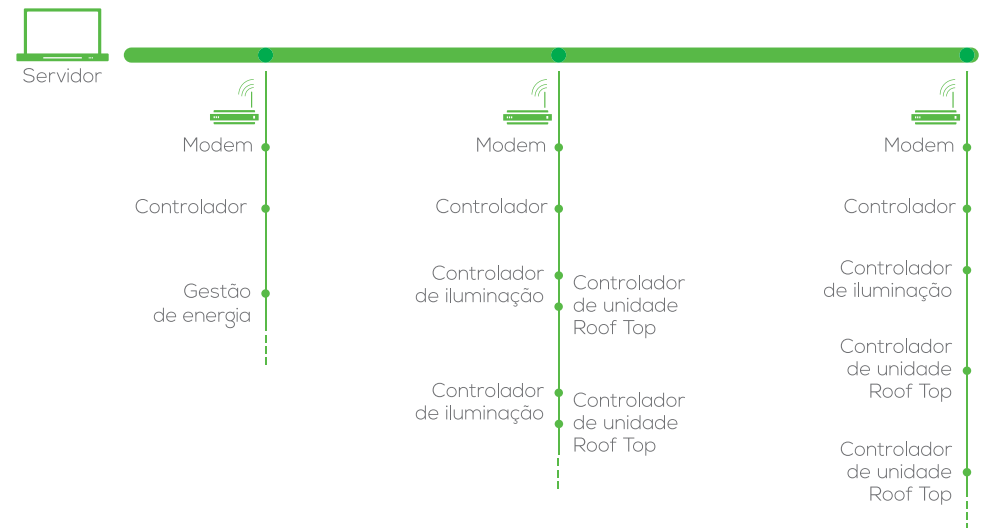 Servidor
Modem
Controlador
Gestão
de energia
Modem
Controlador
Controlador
de iluminação
Controlador
de unidade
Roof Top
Controlador
de iluminação
Controlador
de unidade
Roof Top
Modem
Controlador
Controlador
de iluminação
Controlador
de unidade
Roof Top
Controlador
de unidade
Roof Top